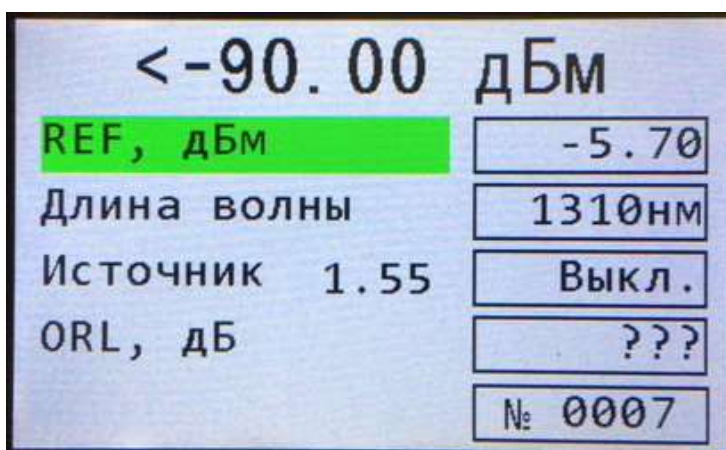 <-90.00 дБм
REF, дБм -5.70
Длина волны 1310нм
Источник 1.55 Выкл.
ORL, дБ ???
№ 0007